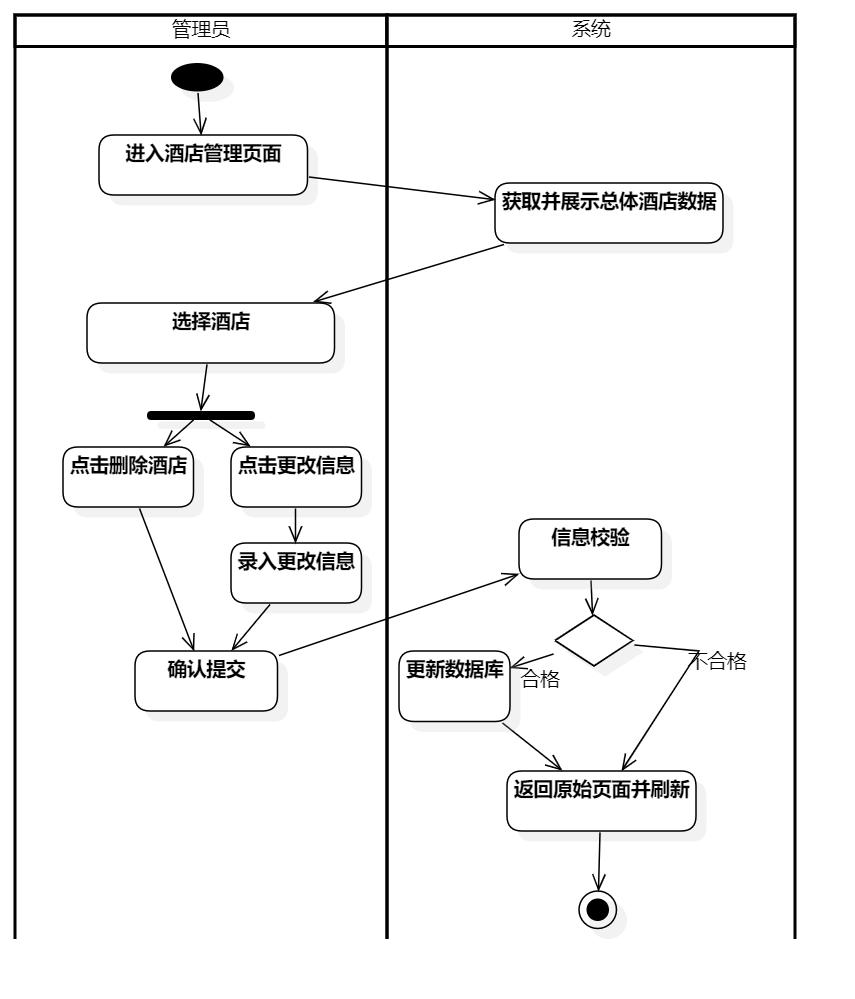 管理员
系统
进入酒店管理页面
获取并展示总体酒店数据
选择酒店
点击删除酒店
点击更改信息
信息校验
录入更改信息
确认提交
更新数据库
合格
不合格
返回原始页面并刷新